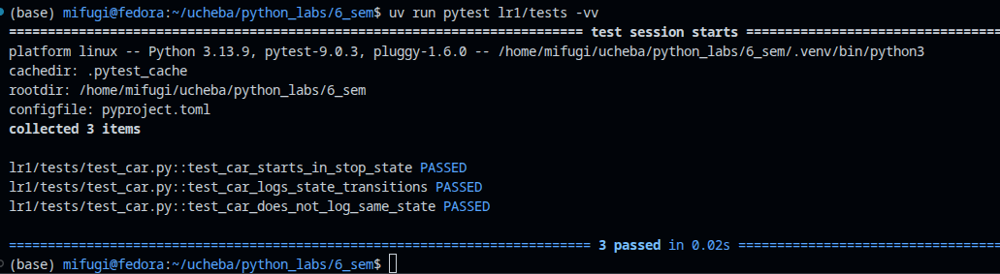 (base) mifugi@fedora:~/ucheba/python_labs/6_sem$ uv run pytest lr1/tests -vv
============================================================================ test session starts ================================
platform linux -- Python 3.13.9, pytest-9.0.3, pluggy-1.6.0 -- /home/mifugi/ucheba/python_labs/6_sem/.venv/bin/python3
cachedir: .pytest_cache
rootdir: /home/mifugi/ucheba/python_labs/6_sem
configfile: pyproject.toml
collected 3 items
lr1/tests/test_car.py::test_car_starts_in_stop_state PASSED
lr1/tests/test_car.py::test_car_logs_state_transitions PASSED
lr1/tests/test_car.py::test_car_does_not_log_same_state PASSED
============================================================================= 3 passed in 0.02s =================================
(base) mifugi@fedora:~/ucheba/python_labs/6_sem$